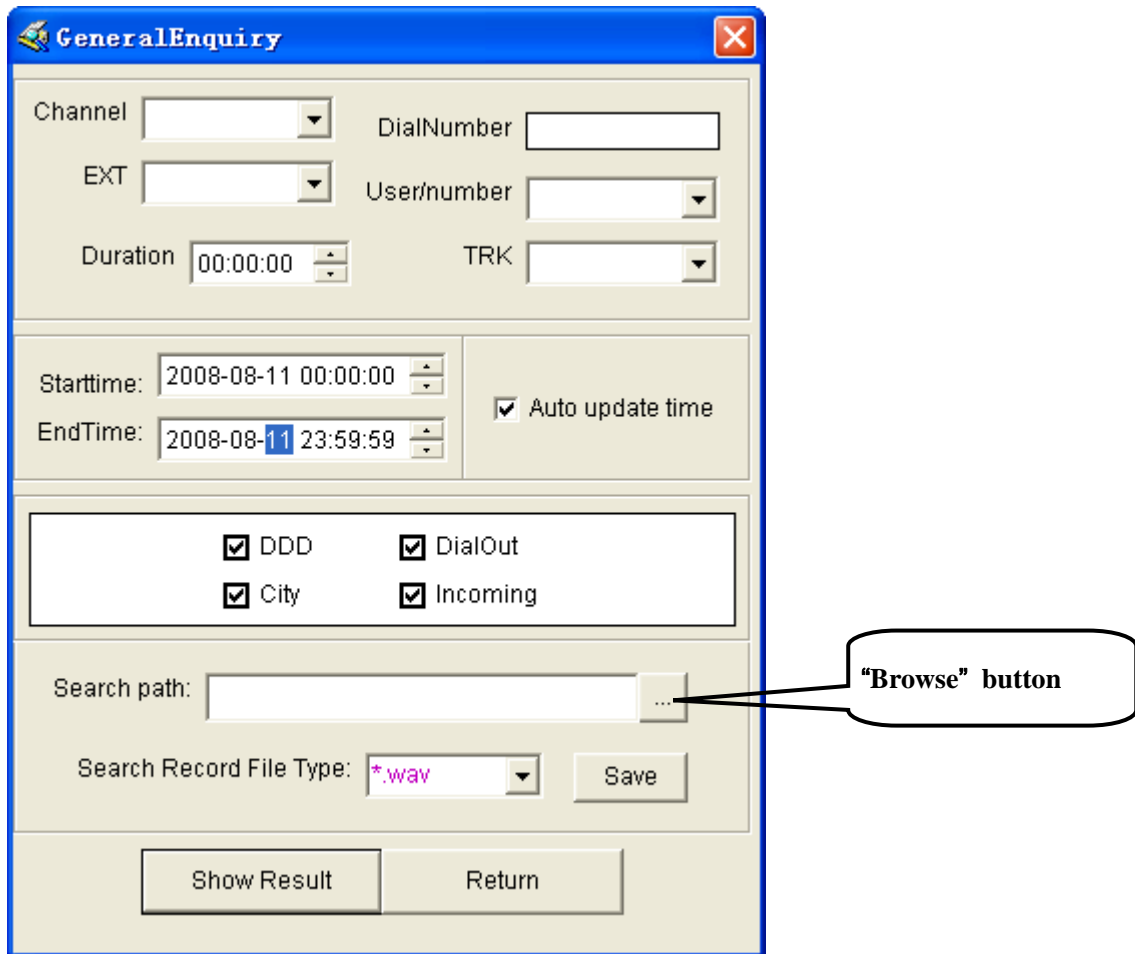 GeneralEnquiry
Channel
DialNumber
EXT
User/number
Duration 00:00:00
TRK
Starttime: 2008-08-11 00:00:00
EndTime: 2008-08-11 23:59:59
Auto update time
DDD DialOut
City Incoming
Search path: ...
“Browse” button
Search Record File Type: *.wav Save
Show Result Return